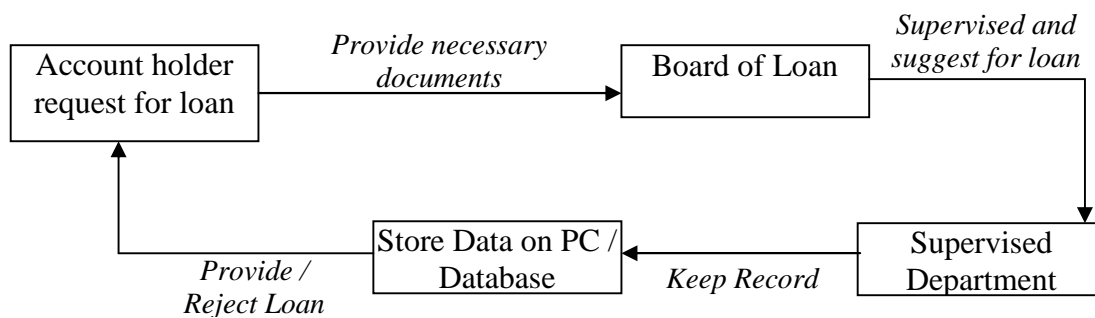 Account holder
request for loan
Provide necessary
documents
Board of Loan
Supervised and
suggest for loan
Supervised
Department
Keep Record
Store Data on PC /
Database
Provide /
Reject Loan